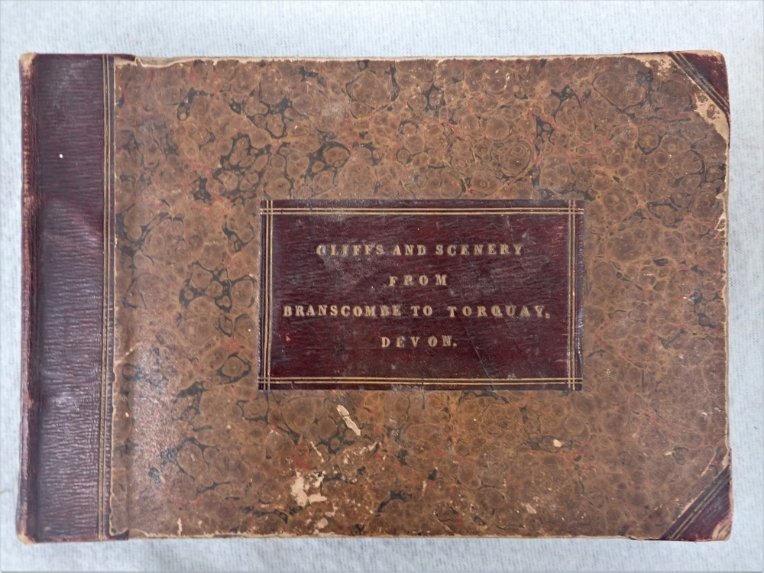 CLIFFS AND SCENERY
FROM
BRANSCOMBE TO TORQUAY,
DEVON.